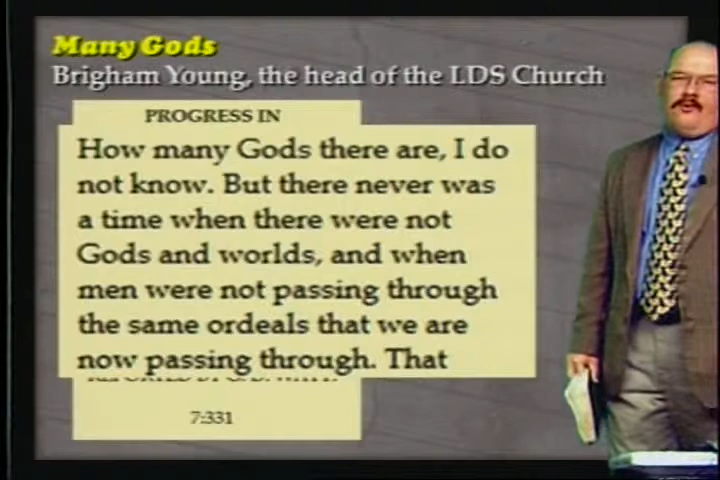 Many Gods
Brigham Young, the head of the LDS Church
PROGRESS IN
How many Gods there are, I do
not know. But there never was
a time when there were not
Gods and worlds, and when
men were not passing through
the same ordeals that we are
now passing through. That
7:331